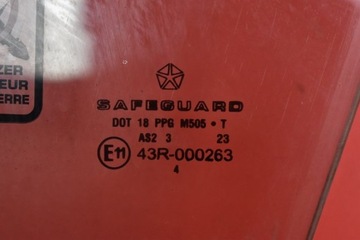 ZER
EUR
ERRE
SAFEGUARD
DOT 18 PPG M505 • T
AS2 3 23
E11 43R-000263
4